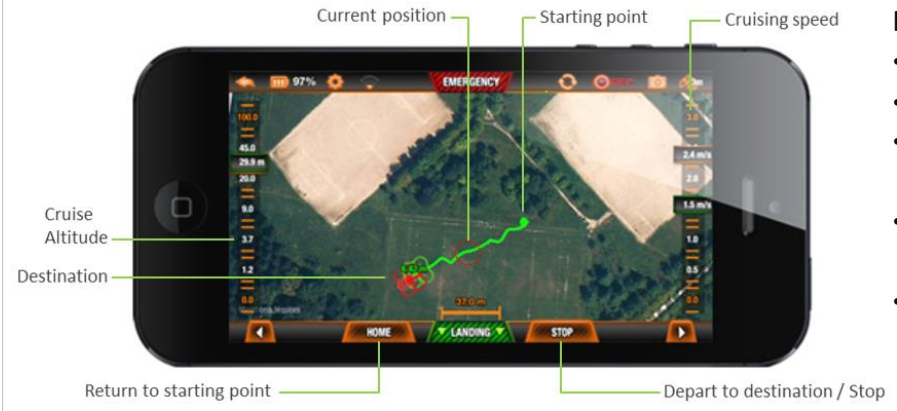 Current position
Starting point
Cruising speed
97%
EMERGENCY
100.0
3.0
45.0
29.9 m
2.4 m/s
20.0
2.0
9.0
1.5 m/s
Cruise
Altitude
3.7
1.0
Destination
1.2
0.5
0.0
37.0 m
0.0
HOME
LANDING
STOP
Return to starting point
Depart to destination / Stop